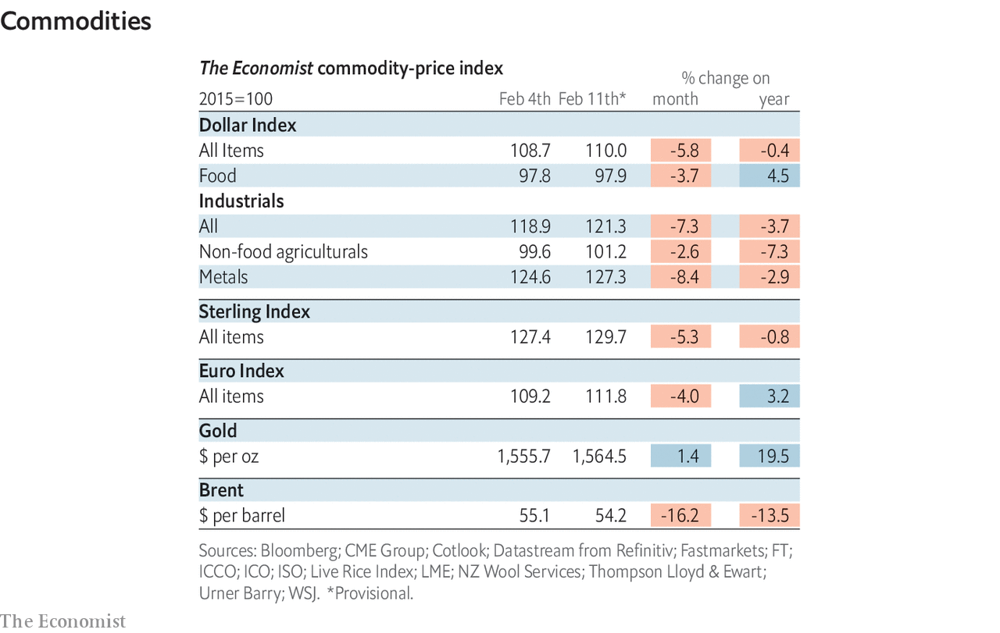 Commodities
The Economist commodity-price index
% change on
2015=100 Feb 4th Feb 11th* month year
Dollar Index
All Items 108.7 110.0 -5.8 -0.4
Food 97.8 97.9 -3.7 4.5
Industrials
All 118.9 121.3 -7.3 -3.7
Non-food agriculturals 99.6 101.2 -2.6 -7.3
Metals 124.6 127.3 -8.4 -2.9
Sterling Index
All items 127.4 129.7 -5.3 -0.8
Euro Index
All items 109.2 111.8 -4.0 3.2
Gold
$ per oz 1,555.7 1,564.5 1.4 19.5
Brent
$ per barrel 55.1 54.2 -16.2 -13.5
Sources: Bloomberg; CME Group; Cotlook; Datastream from Refinitiv; Fastmarkets; FT;
ICCO; ICO; ISO; Live Rice Index; LME; NZ Wool Services; Thompson Lloyd & Ewart;
Urner Barry; WSJ. *Provisional.
The Economist